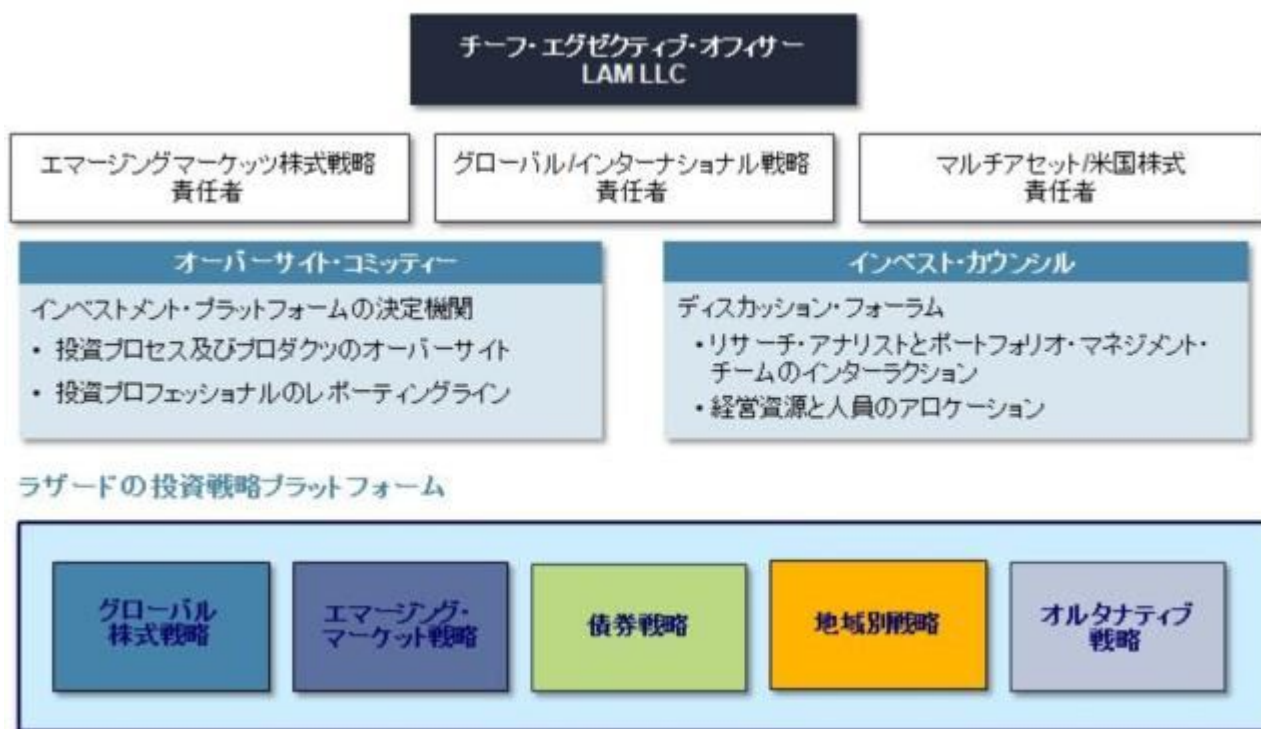 チーフ・エグゼクティブ・オフィサー
LAM LLC
エマージングマーケッツ株式戦略
責任者
グローバル/インターナショナル戦略
責任者
マルチアセット/米国株式
責任者
オーバーサイト・コミッティー
インベストメント・プラットフォームの決定機関
・ 投資プロセス及びプロダクツのオーバーサイト
・ 投資プロフェッショナルのレポーティングライン
インベスト・カウンシル
ディスカッション・フォーラム
・リサーチ・アナリストとポートフォリオ・マネジメント・
チームのインターラクション
・経営資源と人員のアロケーション
ラザードの投資戦略プラットフォーム
グローバル
株式戦略
エマージング・
マーケット戦略
債券戦略
地域別戦略
オルタナティブ
戦略